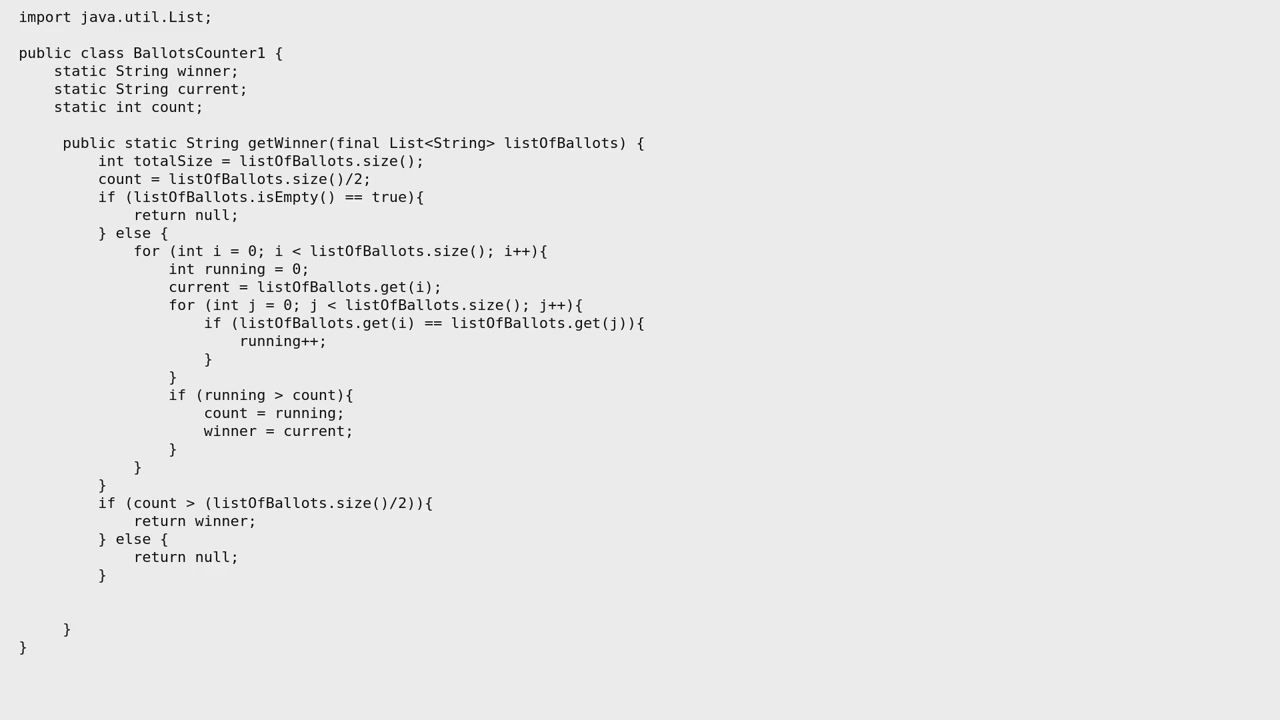 import java.util.List;

public class BallotsCounter1 {
    static String winner;
    static String current;
    static int count;

     public static String getWinner(final List<String> listOfBallots) {
         int totalSize = listOfBallots.size();
         count = listOfBallots.size()/2;
         if (listOfBallots.isEmpty() == true){
             return null;
         } else {
             for (int i = 0; i < listOfBallots.size(); i++){
                 int running = 0;
                 current = listOfBallots.get(i);
                 for (int j = 0; j < listOfBallots.size(); j++){
                     if (listOfBallots.get(i) == listOfBallots.get(j)){
                         running++;
                     }
                 }
                 if (running > count){
                     count = running;
                     winner = current;
                 }
             }
         }
         if (count > (listOfBallots.size()/2)){
             return winner;
         } else {
             return null;
         }


     }
}